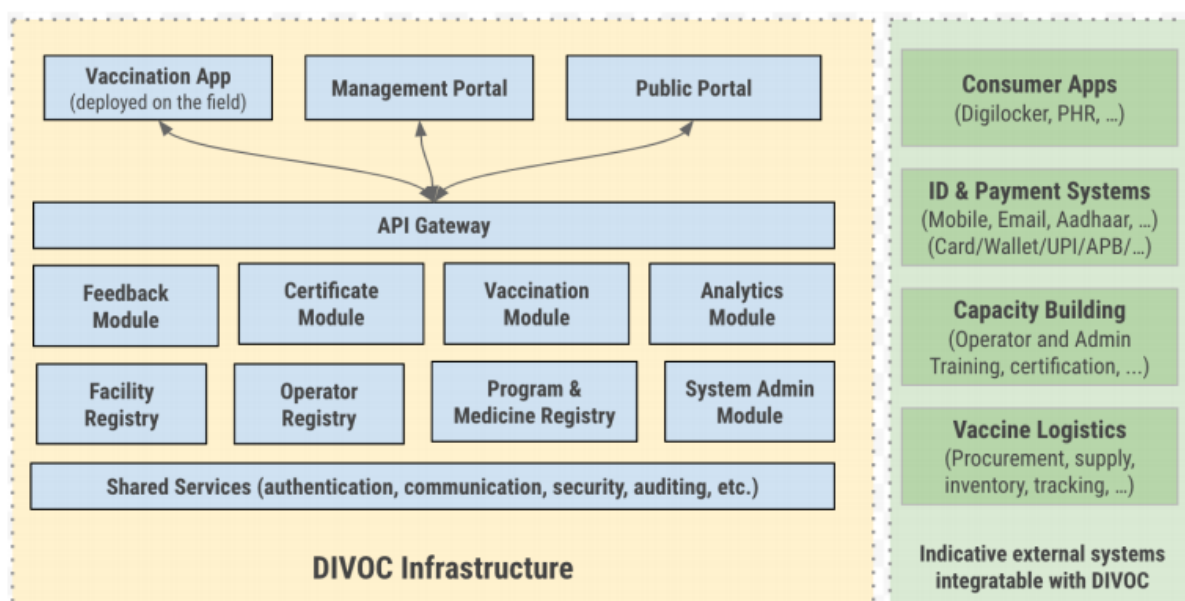 Vaccination App
(deployed on the field)
Management Portal
Public Portal
API Gateway
Feedback
Module
Certificate
Module
Vaccination
Module
Analytics
Module
Facility
Registry
Operator
Registry
Program &
Medicine Registry
System Admin
Module
Shared Services (authentication, communication, security, auditing, etc.)
DIVOC Infrastructure
Consumer Apps
(Digilocker, PHR, …)
ID & Payment Systems
(Mobile, Email, Aadhaar, …)
(Card/Wallet/UPI/APB/…)
Capacity Building
(Operator and Admin
Training, certification, ...)
Vaccine Logistics
(Procurement, supply,
inventory, tracking, …)
Indicative external systems
integratable with DIVOC